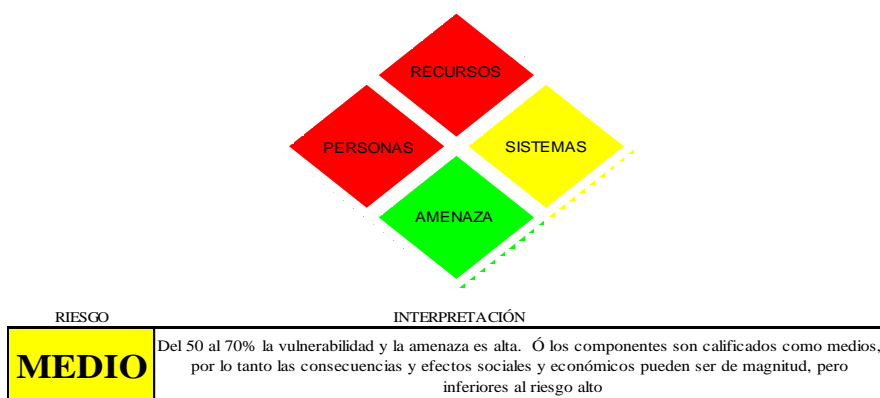 RECURSOS
PERSONAS
SISTEMAS
AMENAZA
RIESGO INTERPRETACIÓN
MEDIO
Del 50 al 70% la vulnerabilidad y la amenaza es alta. Ó los componentes son calificados como medios,
por lo tanto las consecuencias y efectos sociales y económicos pueden ser de magnitud, pero
inferiores al riesgo alto